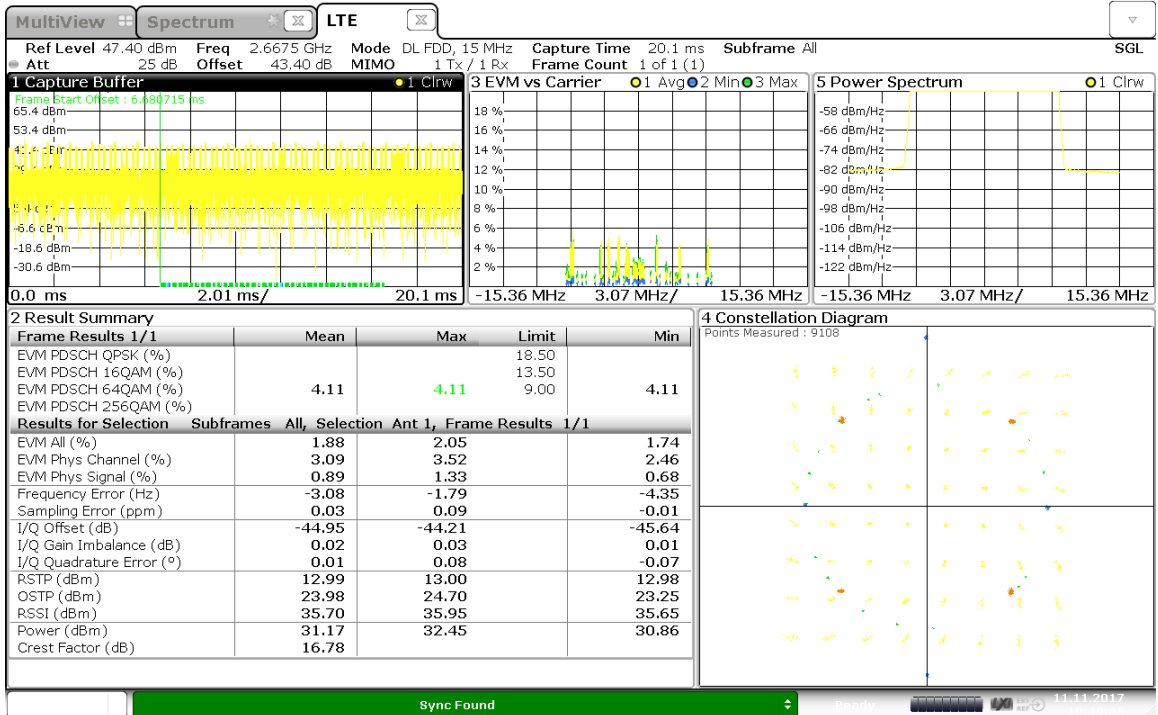 MultiView Spectrum LTE
Ref Level 47.40 dBm Freq 2.6675 GHz Mode DL FDD, 15 MHz Capture Time 20.1 ms Subframe All SGL
Att 25 dB Offset 43.40 dB MIMO 1 Tx / 1 Rx Frame Count 1 of 1 (1)
1 Capture Buffer 1 Clrw
Frame Start Offset : 6.680715 ms
65.4 dBm
53.4 dBm
-6.6 dBm
-18.6 dBm
-30.6 dBm
0.0 ms 2.01 ms/ 20.1 ms
3 EVM vs Carrier 1 Avg 2 Min 3 Max
18 %
16 %
14 %
12 %
10 %
8 %
6 %
4 %
2 %
-15.36 MHz 3.07 MHz/ 15.36 MHz
5 Power Spectrum 1 Clrw
-58 dBm/Hz
-66 dBm/Hz
-74 dBm/Hz
-82 dBm/Hz
-90 dBm/Hz
-98 dBm/Hz
-106 dBm/Hz
-114 dBm/Hz
-122 dBm/Hz
-15.36 MHz 3.07 MHz/ 15.36 MHz
2 Result Summary
Frame Results 1/1 Mean Max Limit Min
EVM PDSCH QPSK (%) 18.50
EVM PDSCH 16QAM (%) 13.50
EVM PDSCH 64QAM (%) 4.11 4.11 9.00 4.11
EVM PDSCH 256QAM (%)
Results for Selection Subframes All, Selection Ant 1, Frame Results 1/1
EVM All (%) 1.88 2.05 1.74
EVM Phys Channel (%) 3.09 3.52 2.46
EVM Phys Signal (%) 0.89 1.33 0.68
Frequency Error (Hz) -3.08 -1.79 -4.35
Sampling Error (ppm) 0.03 0.09 -0.01
I/Q Offset (dB) -44.95 -44.21 -45.64
I/Q Gain Imbalance (dB) 0.02 0.03 0.01
I/Q Quadrature Error (º) 0.01 0.08 -0.07
RSTP (dBm) 12.99 13.00 12.98
OSTP (dBm) 23.98 24.70 23.25
RSSI (dBm) 35.70 35.95 35.65
Power (dBm) 31.17 32.45 30.86
Crest Factor (dB) 16.78
4 Constellation Diagram
Points Measured : 9108
Sync Found
Ready
LXI EXT REF
11.11.2017